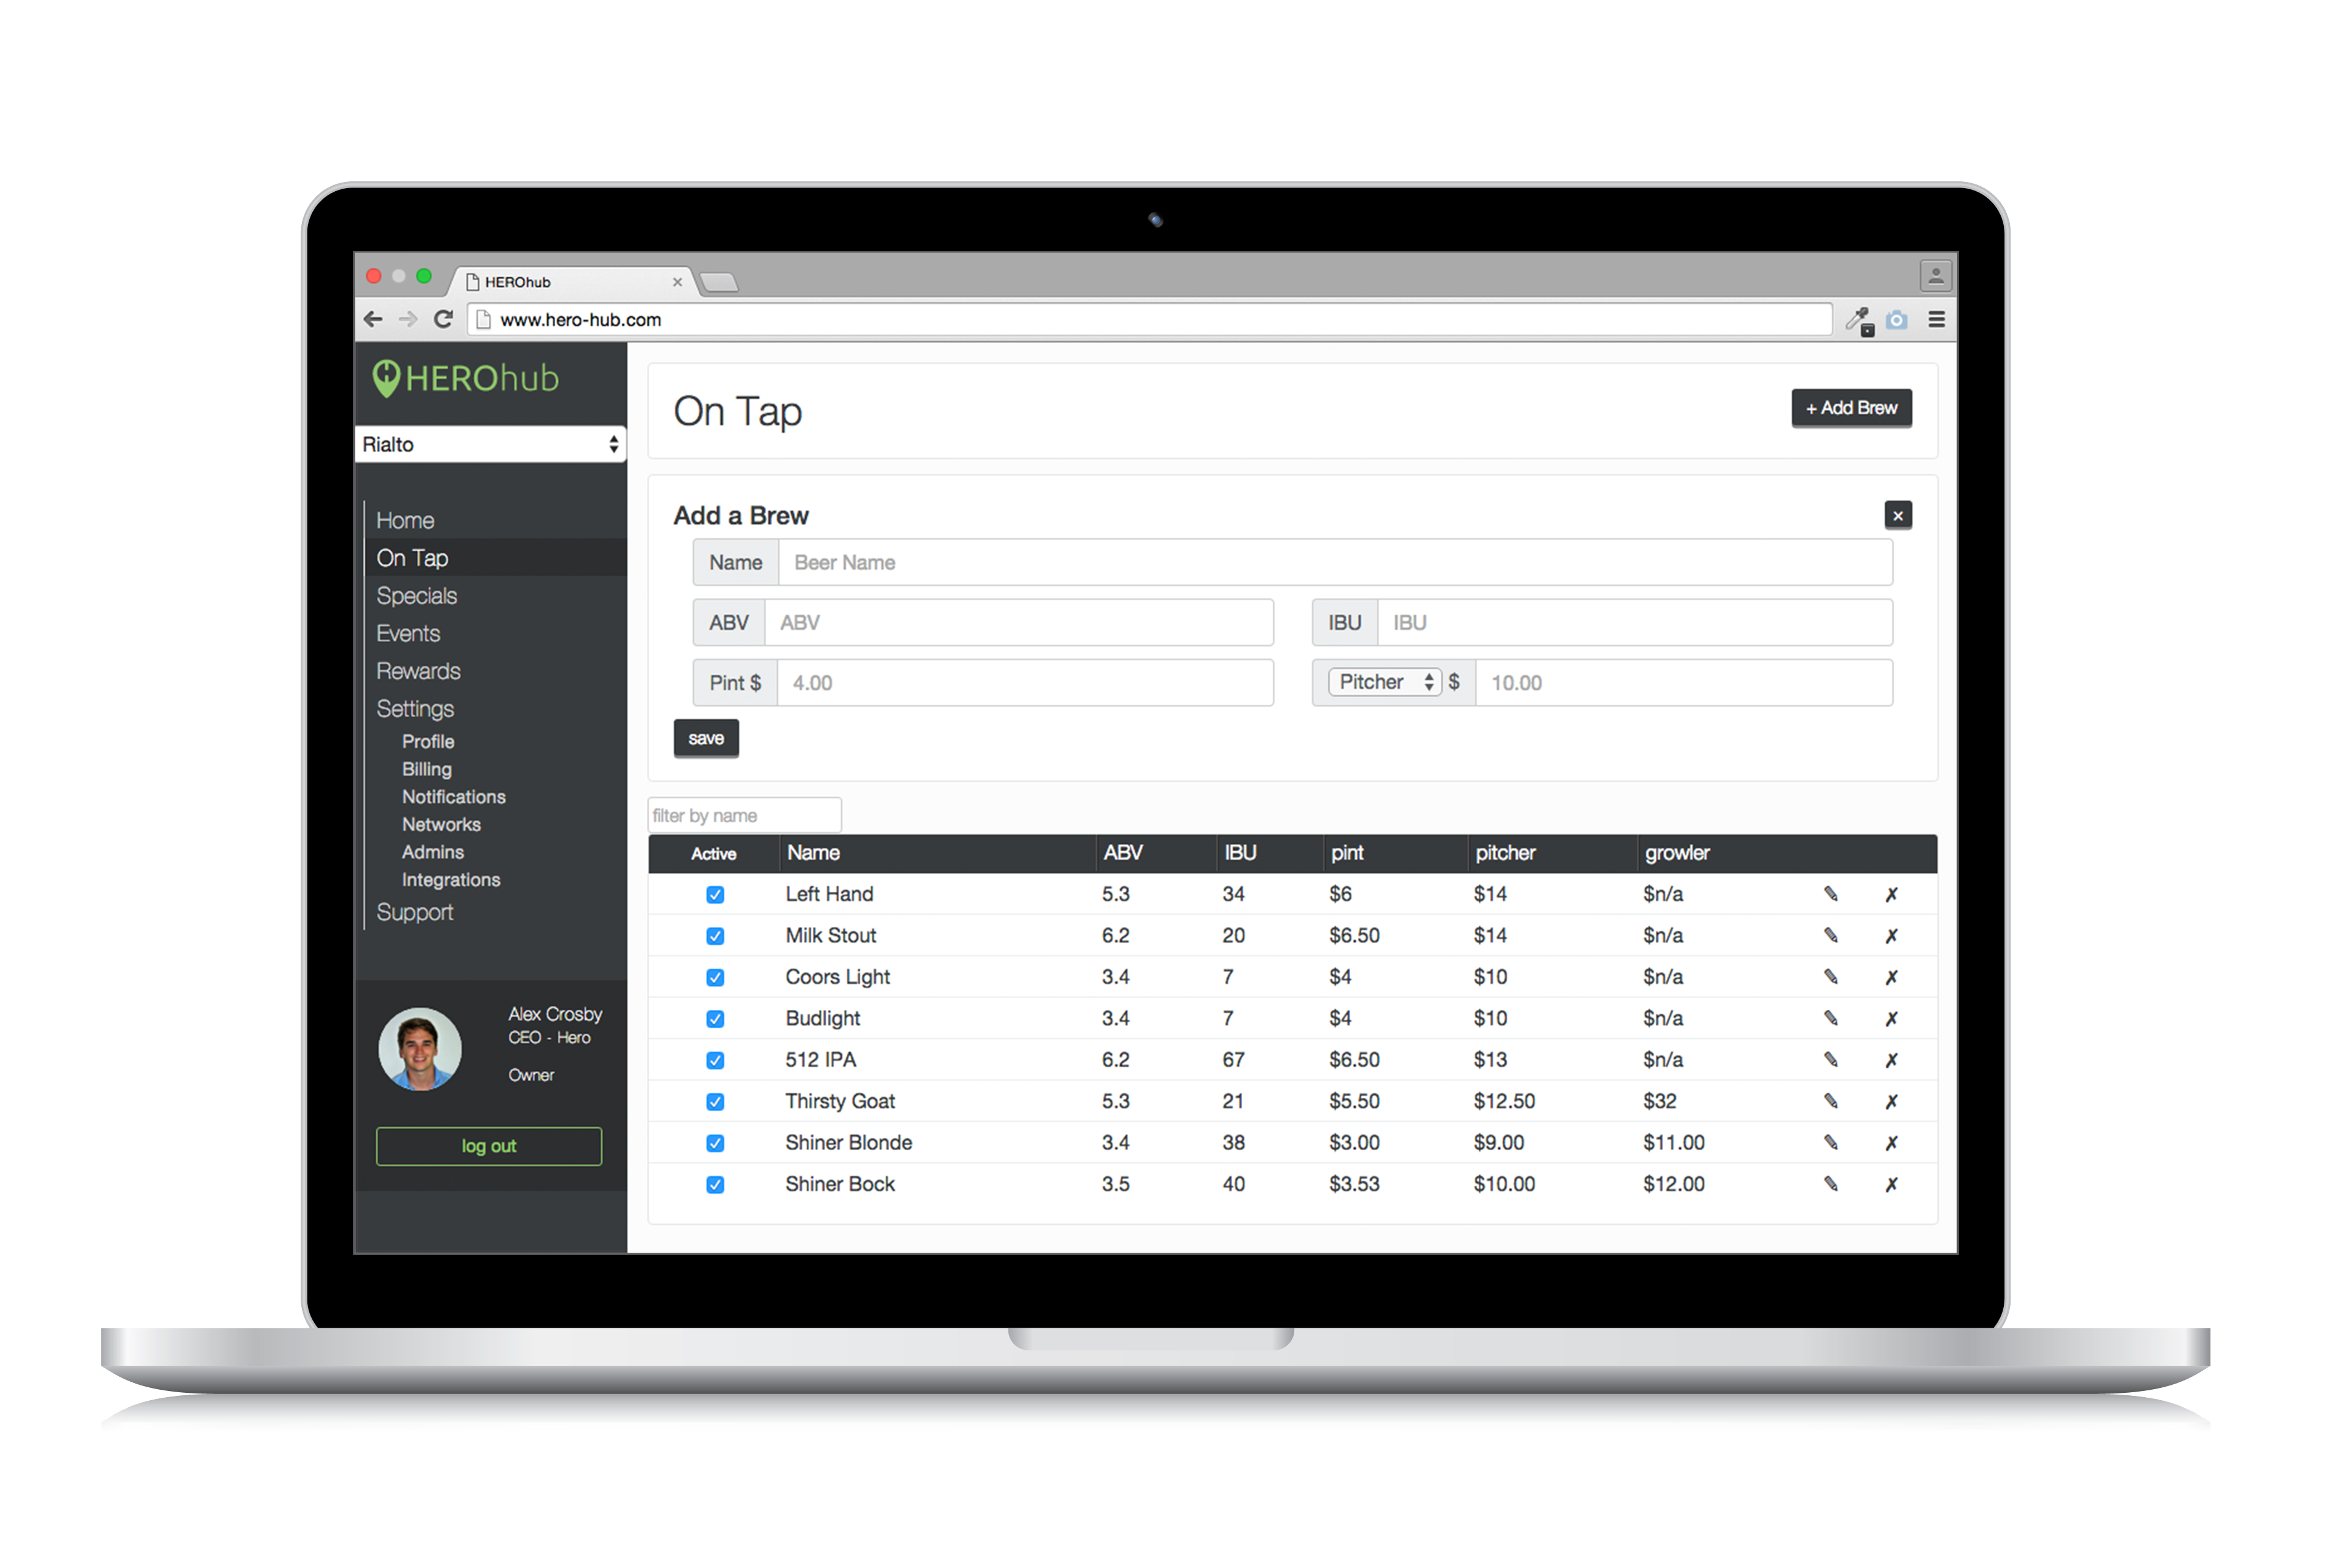 HEROhub
www.hero-hub.com
HEROhub
Rialto
Home
On Tap
Specials
Events
Rewards
Settings
Profile
Billing
Notifications
Networks
Admins
Integrations
Support
Alex Crosby
CEO - Hero
Owner
log out
On Tap
+ Add Brew
Add a Brew
Name Beer Name
ABV ABV IBU IBU
Pint $ 4.00 Pitcher $ 10.00
save
filter by name
Active Name ABV IBU pint pitcher growler
Left Hand 5.3 34 $6 $14 $n/a
Milk Stout 6.2 20 $6.50 $14 $n/a
Coors Light 3.4 7 $4 $10 $n/a
Budlight 3.4 7 $4 $10 $n/a
512 IPA 6.2 67 $6.50 $13 $n/a
Thirsty Goat 5.3 21 $5.50 $12.50 $32
Shiner Blonde 3.4 38 $3.00 $9.00 $11.00
Shiner Bock 3.5 40 $3.53 $10.00 $12.00